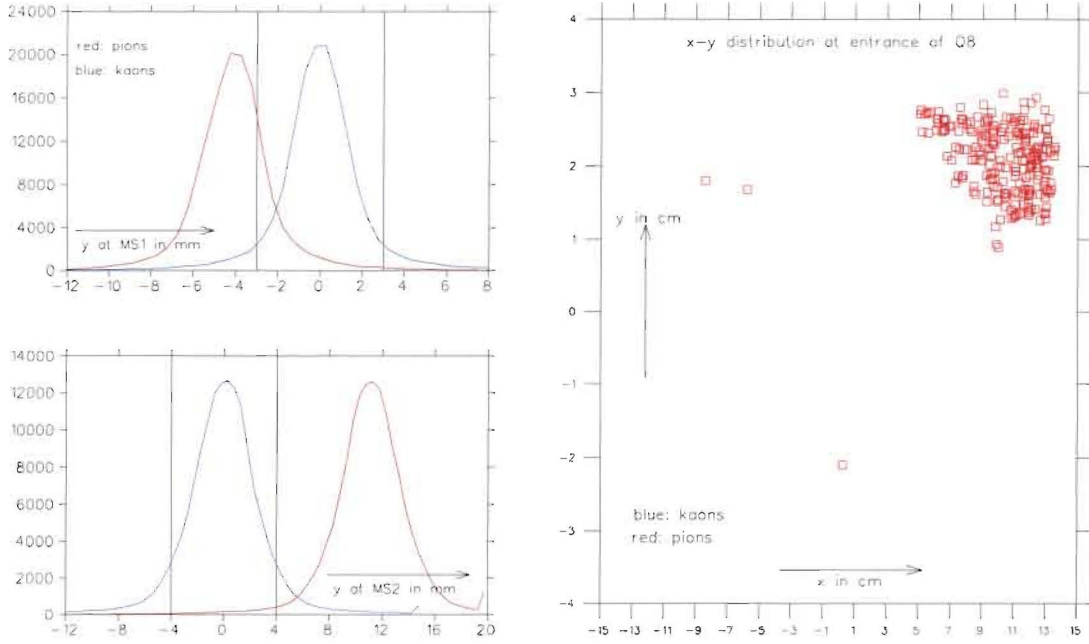 24000
20000
16000
12000
8000
4000
0
red: pions
blue: kaons
y at MS1 in mm
−12 −10 −8 −6 −4 −2 0 2 4 6 8
14000
12000
10000
8000
6000
4000
2000
0
y at MS2 in mm
−12 −8 −4 0 4 8 12 16 20
x−y distribution at entrance of Q8
4
3
2
1
0
−1
−2
−3
−4
y in cm
blue: kaons
red: pions
x in cm
−15 −13 −11 −9 −7 −5 −3 −1 1 3 5 7 9 11 13 15